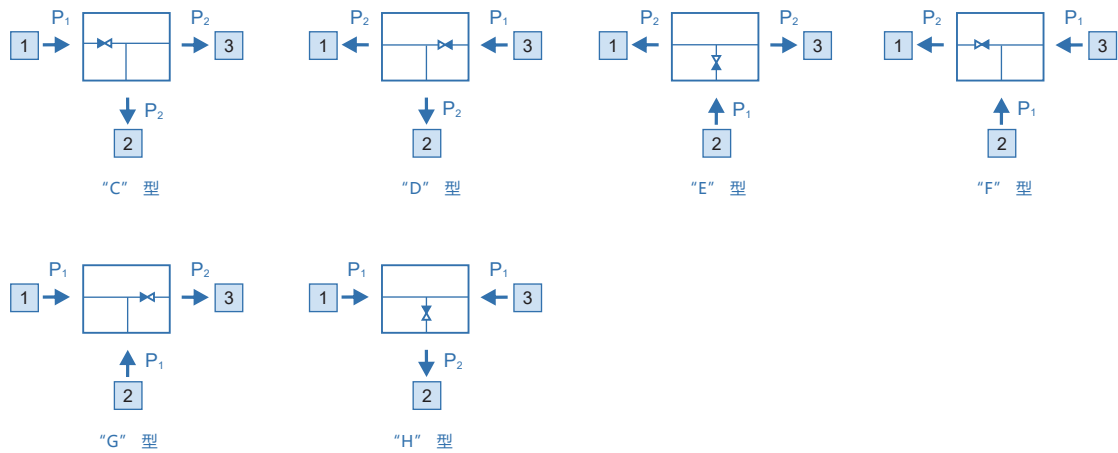 P₁ P₂
1 3
P₂
2
“C” 型
P₂ P₁
1 3
P₂
2
“D” 型
P₂ P₂
1 3
P₁
2
“E” 型
P₂ P₁
1 3
P₁
2
“F” 型
P₁ P₂
1 3
P₁
2
“G” 型
P₁ P₁
1 3
P₂
2
“H” 型